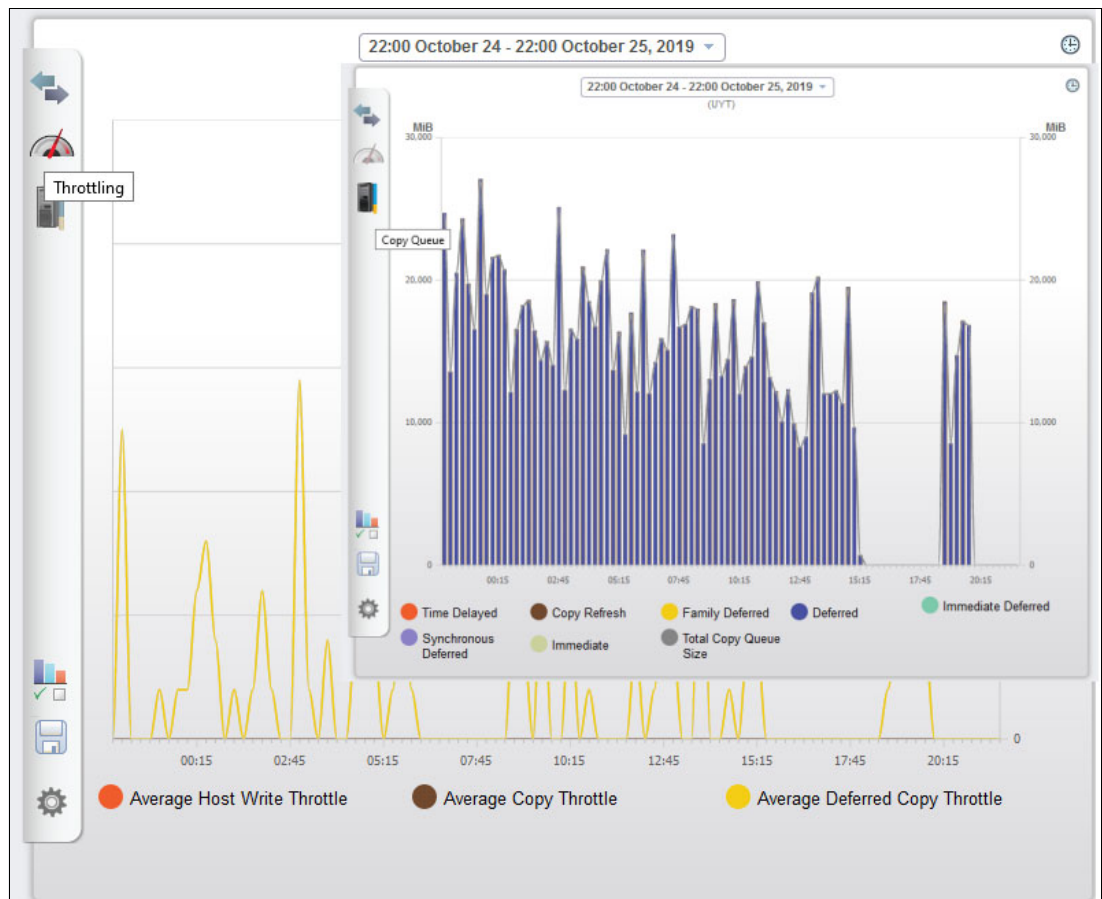 22:00 October 24 - 22:00 October 25, 2019
22:00 October 24 - 22:00 October 25, 2019
(UYT)
MiB
MiB
30,000
30,000
Throttling
Copy Queue
20,000
20,000
10,000
10,000
0
0
00:15 02:45 05:15 07:45 10:15 12:45 15:15 17:45 20:15
Time Delayed Copy Refresh Family Deferred Deferred Immediate Deferred
Synchronous Deferred Immediate Total Copy Queue Size
0
00:15 02:45 05:15 07:45 10:15 12:45 15:15 17:45 20:15
Average Host Write Throttle Average Copy Throttle Average Deferred Copy Throttle